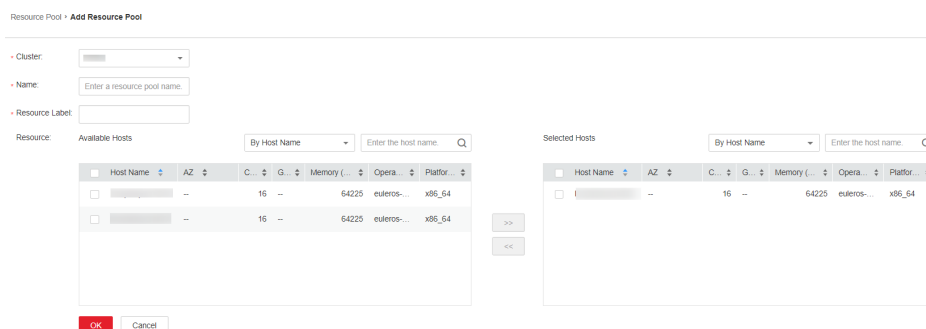 Resource Pool > Add Resource Pool
* Cluster:
* Name: Enter a resource pool name.
* Resource Label:
Resource: Available Hosts By Host Name Enter the host name. Selected Hosts By Host Name Enter the host name.
Host Name AZ C... G... Memory (... Opera... Platfor... Host Name AZ C... G... Memory (... Opera... Platfor...
-- 16 -- 64225 euleros-... x86_64 -- 16 -- 64225 euleros-... x86_64
-- 16 -- 64225 euleros-... x86_64
>>
<<
OK Cancel